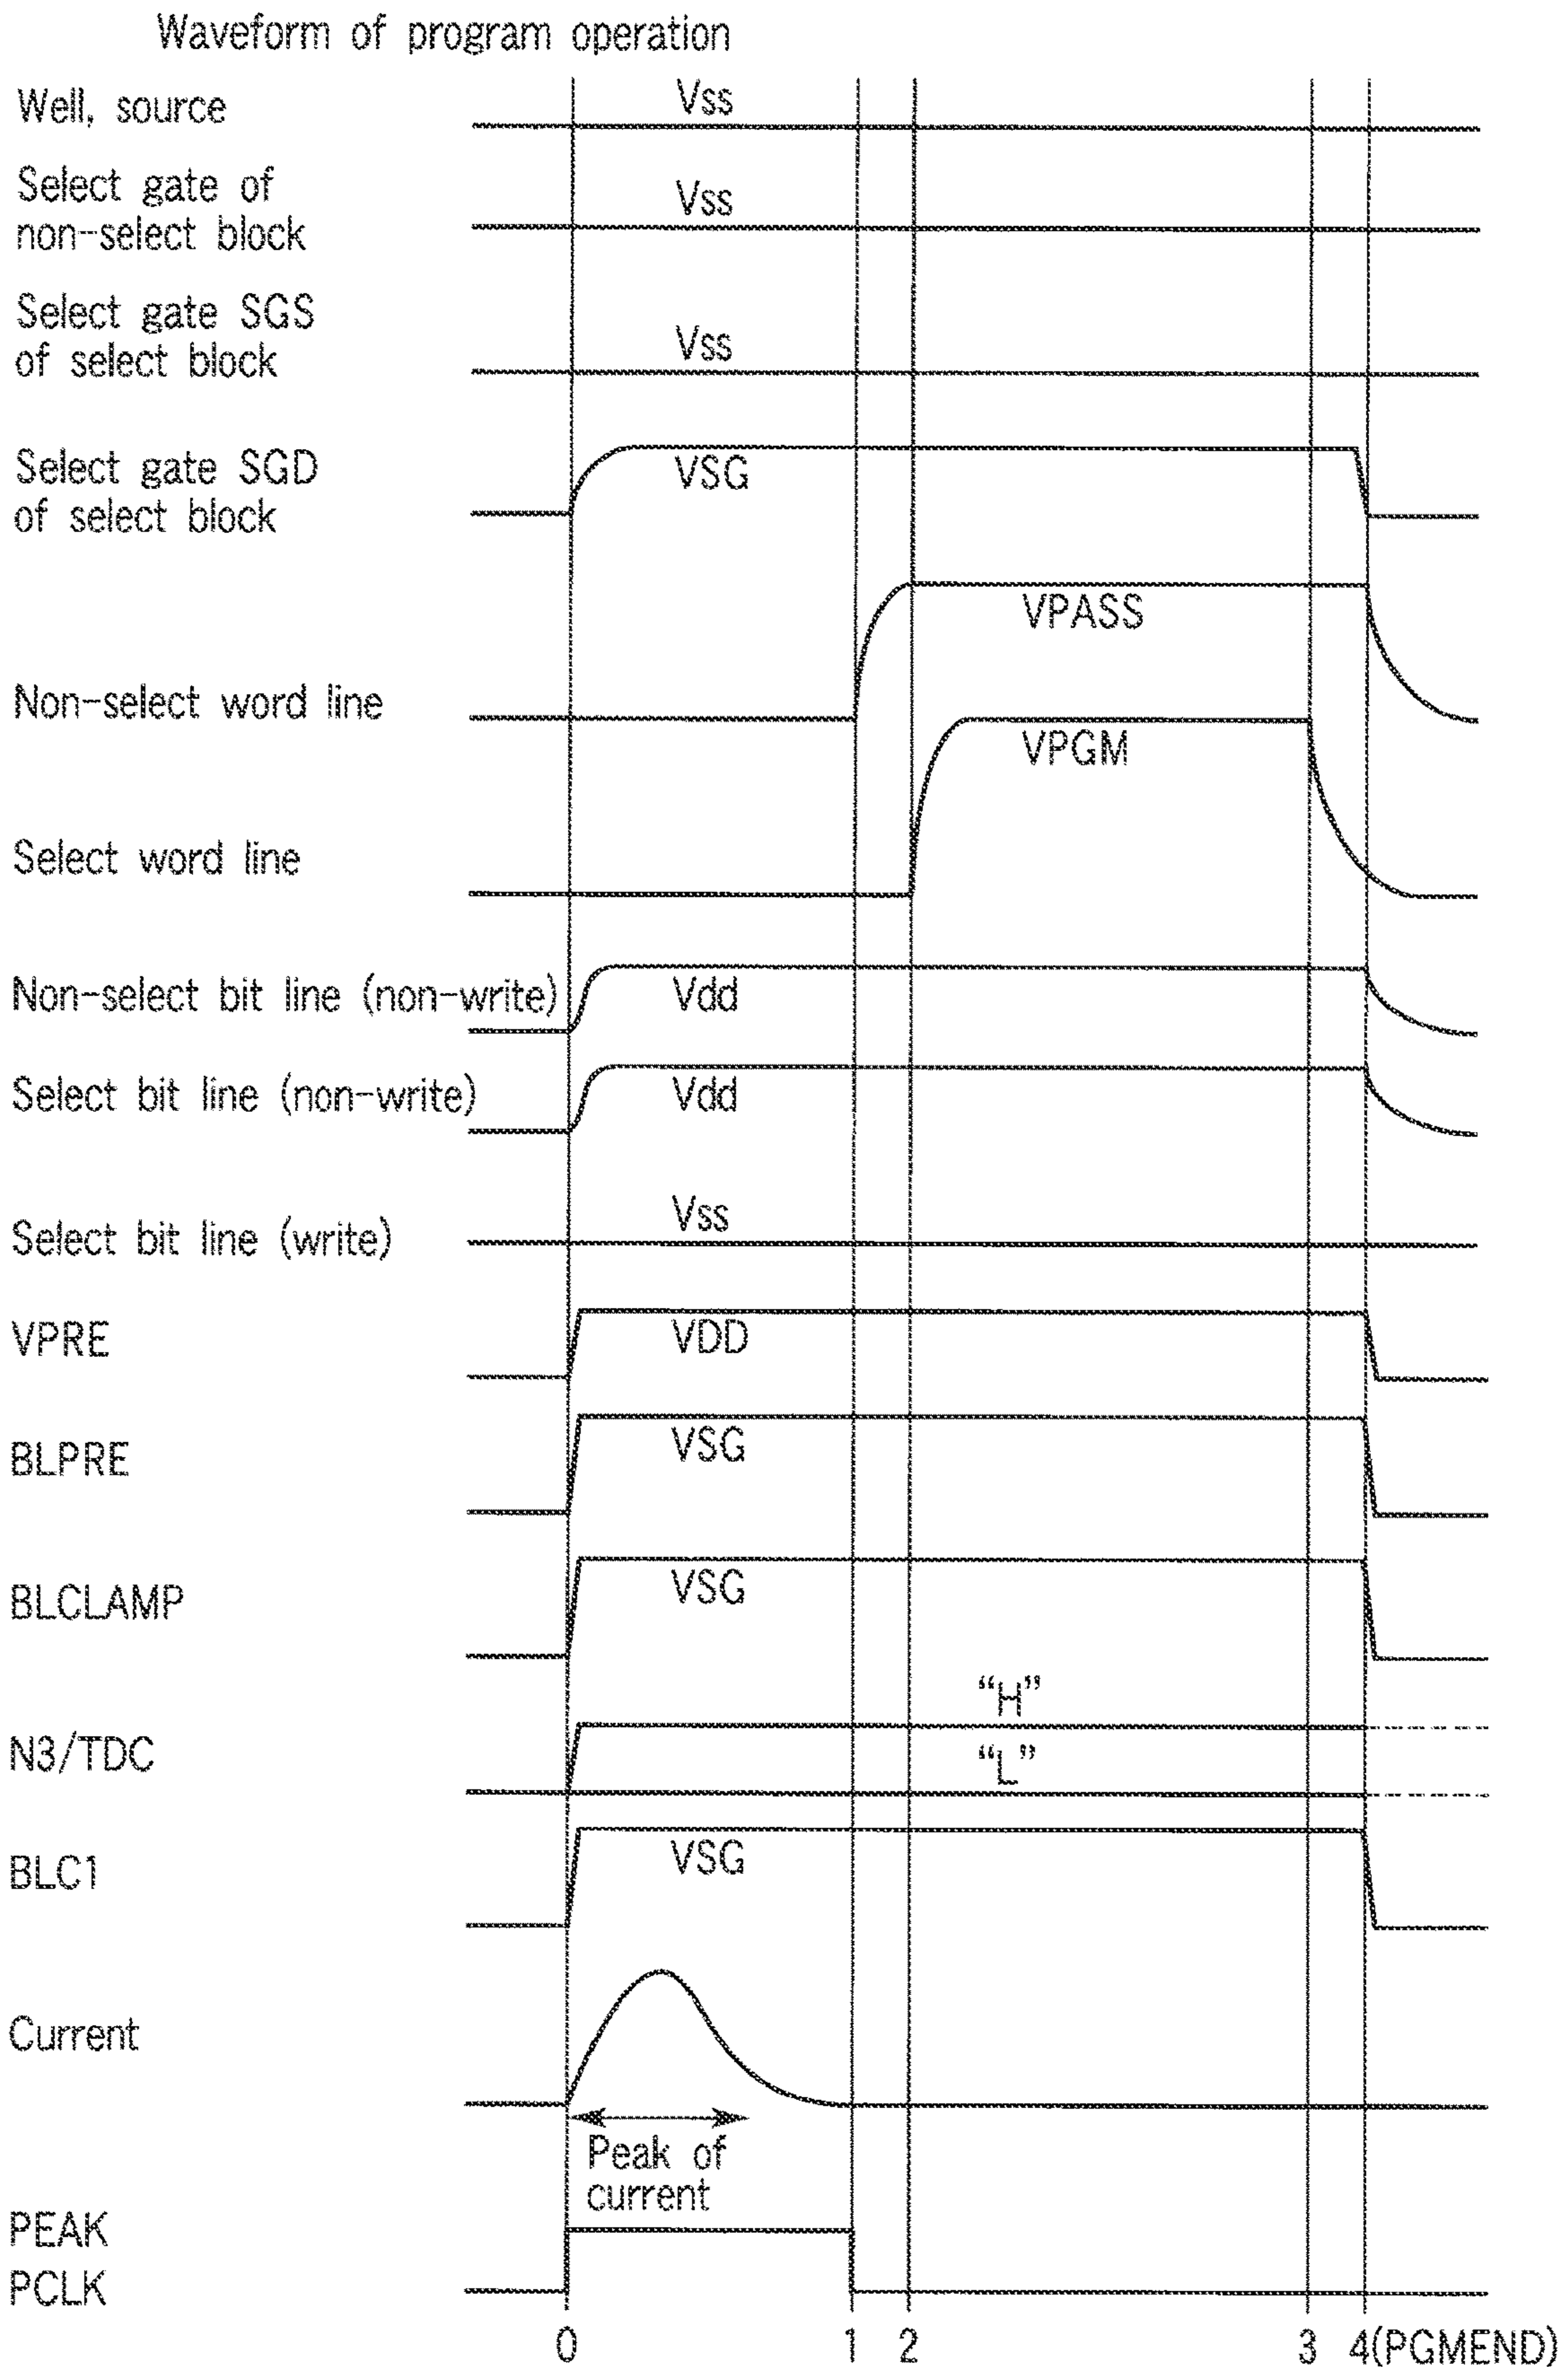 Waveform of program operation
Well, source
Vss
Select gate of
non-select block
Vss
Select gate SGS
of select block
Vss
Select gate SGD
of select block
VSG
Non-select word line
VPASS
Select word line
VPGM
Non-select bit line (non-write)
Vdd
Select bit line (non-write)
Vdd
Select bit line (write)
Vss
VPRE
VDD
BLPRE
VSG
BLCLAMP
VSG
N3/TDC
“H”
“L”
BLC1
VSG
Current
Peak of
current
PEAK
PCLK
0 1 2 3 4(PGMEND)